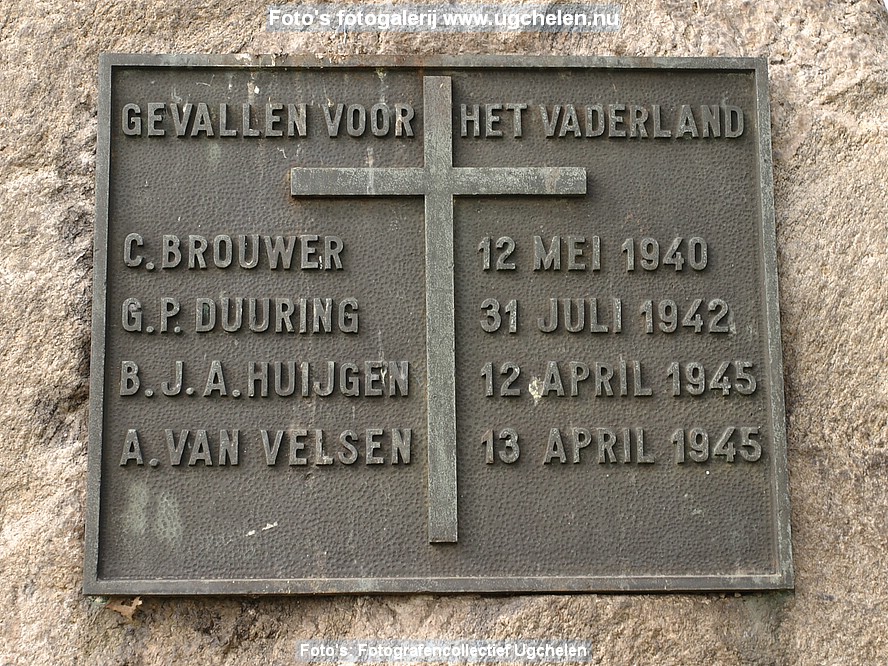 Foto's fotogalerij www.ugchelen.nu
GEVALLEN VOOR HET VADERLAND
C. BROUWER 12 MEI 1940
G.P. DUURING 31 JULI 1942
B.J.A. HUIJGEN 12 APRIL 1945
A. VAN VELSEN 13 APRIL 1945
Foto's: Fotografencollectief Ugchelen